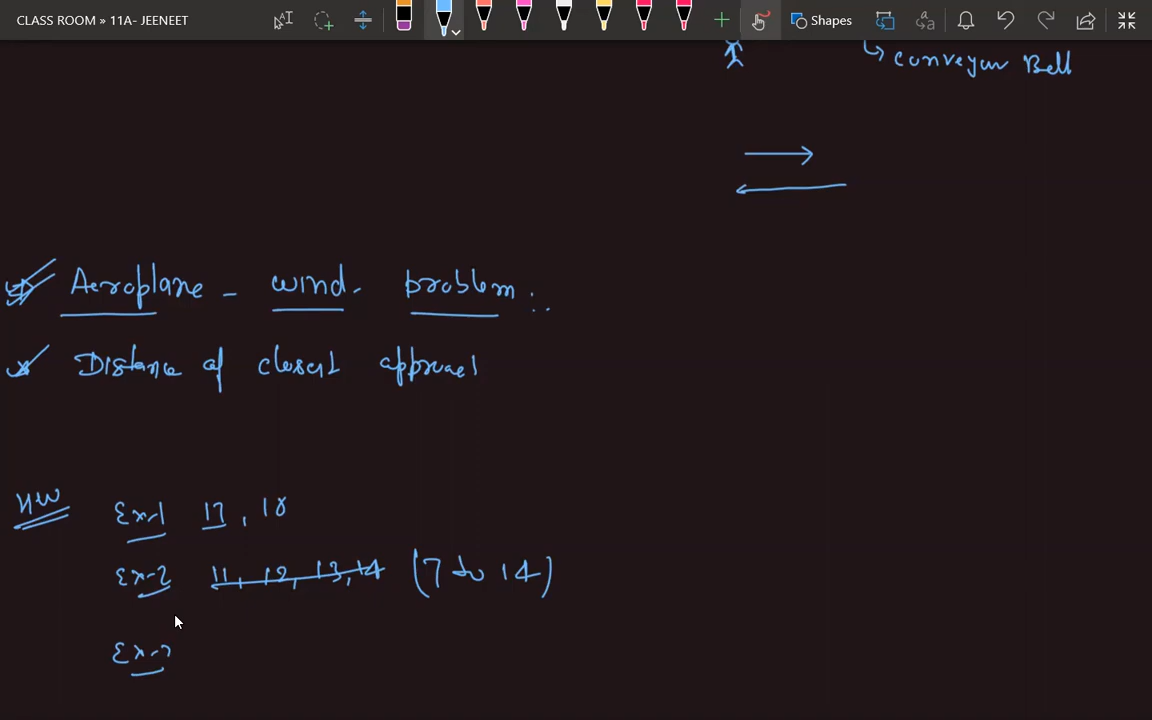 CLASS ROOM » 11A- JEENEET
Shapes
↳ conveyor Belt
Aeroplane - wind - problem :
Distance of closest approach
HW
Ex-1 17, 18
Ex-2 11, 12, 13, 14 (7 to 14)
Ex-